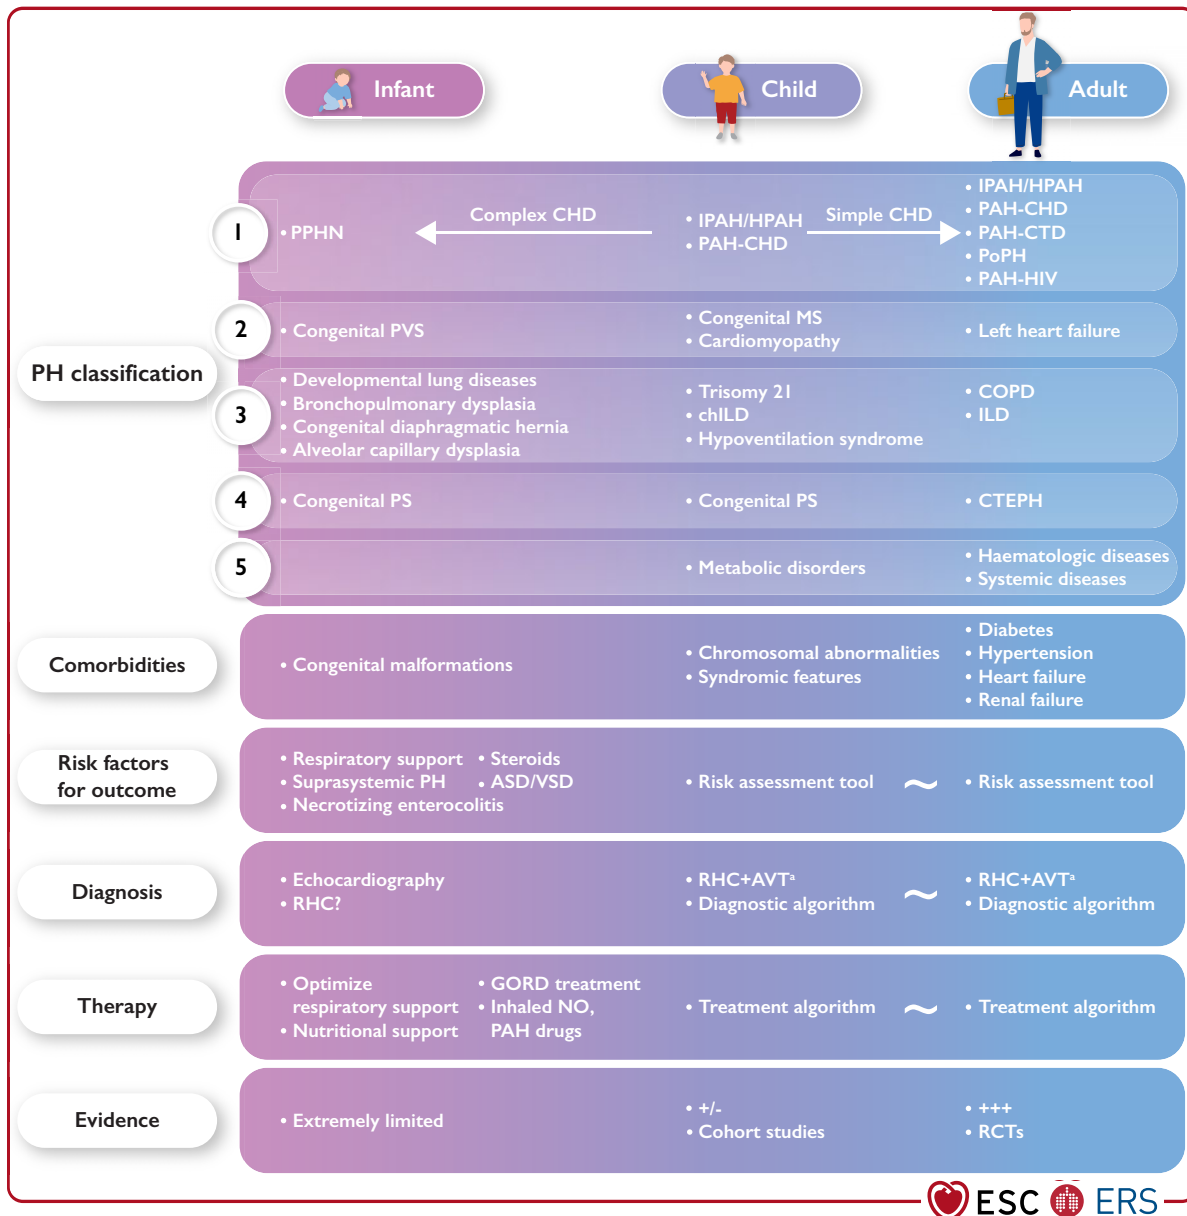 Infant
Child
Adult
PH classification
1
• PPHN
Complex CHD
• IPAH/HPAH
• PAH-CHD
Simple CHD
• IPAH/HPAH
• PAH-CHD
• PAH-CTD
• PoPH
• PAH-HIV
2
• Congenital PVS
• Congenital MS
• Cardiomyopathy
• Left heart failure
3
• Developmental lung diseases
• Bronchopulmonary dysplasia
• Congenital diaphragmatic hernia
• Alveolar capillary dysplasia
• Trisomy 21
• chILD
• Hypoventilation syndrome
• COPD
• ILD
4
• Congenital PS
• Congenital PS
• CTEPH
5
• Metabolic disorders
• Haematologic diseases
• Systemic diseases
Comorbidities
• Congenital malformations
• Chromosomal abnormalities
• Syndromic features
• Diabetes
• Hypertension
• Heart failure
• Renal failure
Risk factors
for outcome
• Respiratory support
• Suprasystemic PH
• Necrotizing enterocolitis
• Steroids
• ASD/VSD
• Risk assessment tool
~
• Risk assessment tool
Diagnosis
• Echocardiography
• RHC?
• RHC+AVTᵃ
• Diagnostic algorithm
~
• RHC+AVTᵃ
• Diagnostic algorithm
Therapy
• Optimize
respiratory support
• Nutritional support
• GORD treatment
• Inhaled NO,
PAH drugs
• Treatment algorithm
~
• Treatment algorithm
Evidence
• Extremely limited
• +/-
• Cohort studies
• +++
• RCTs
ESC ERS